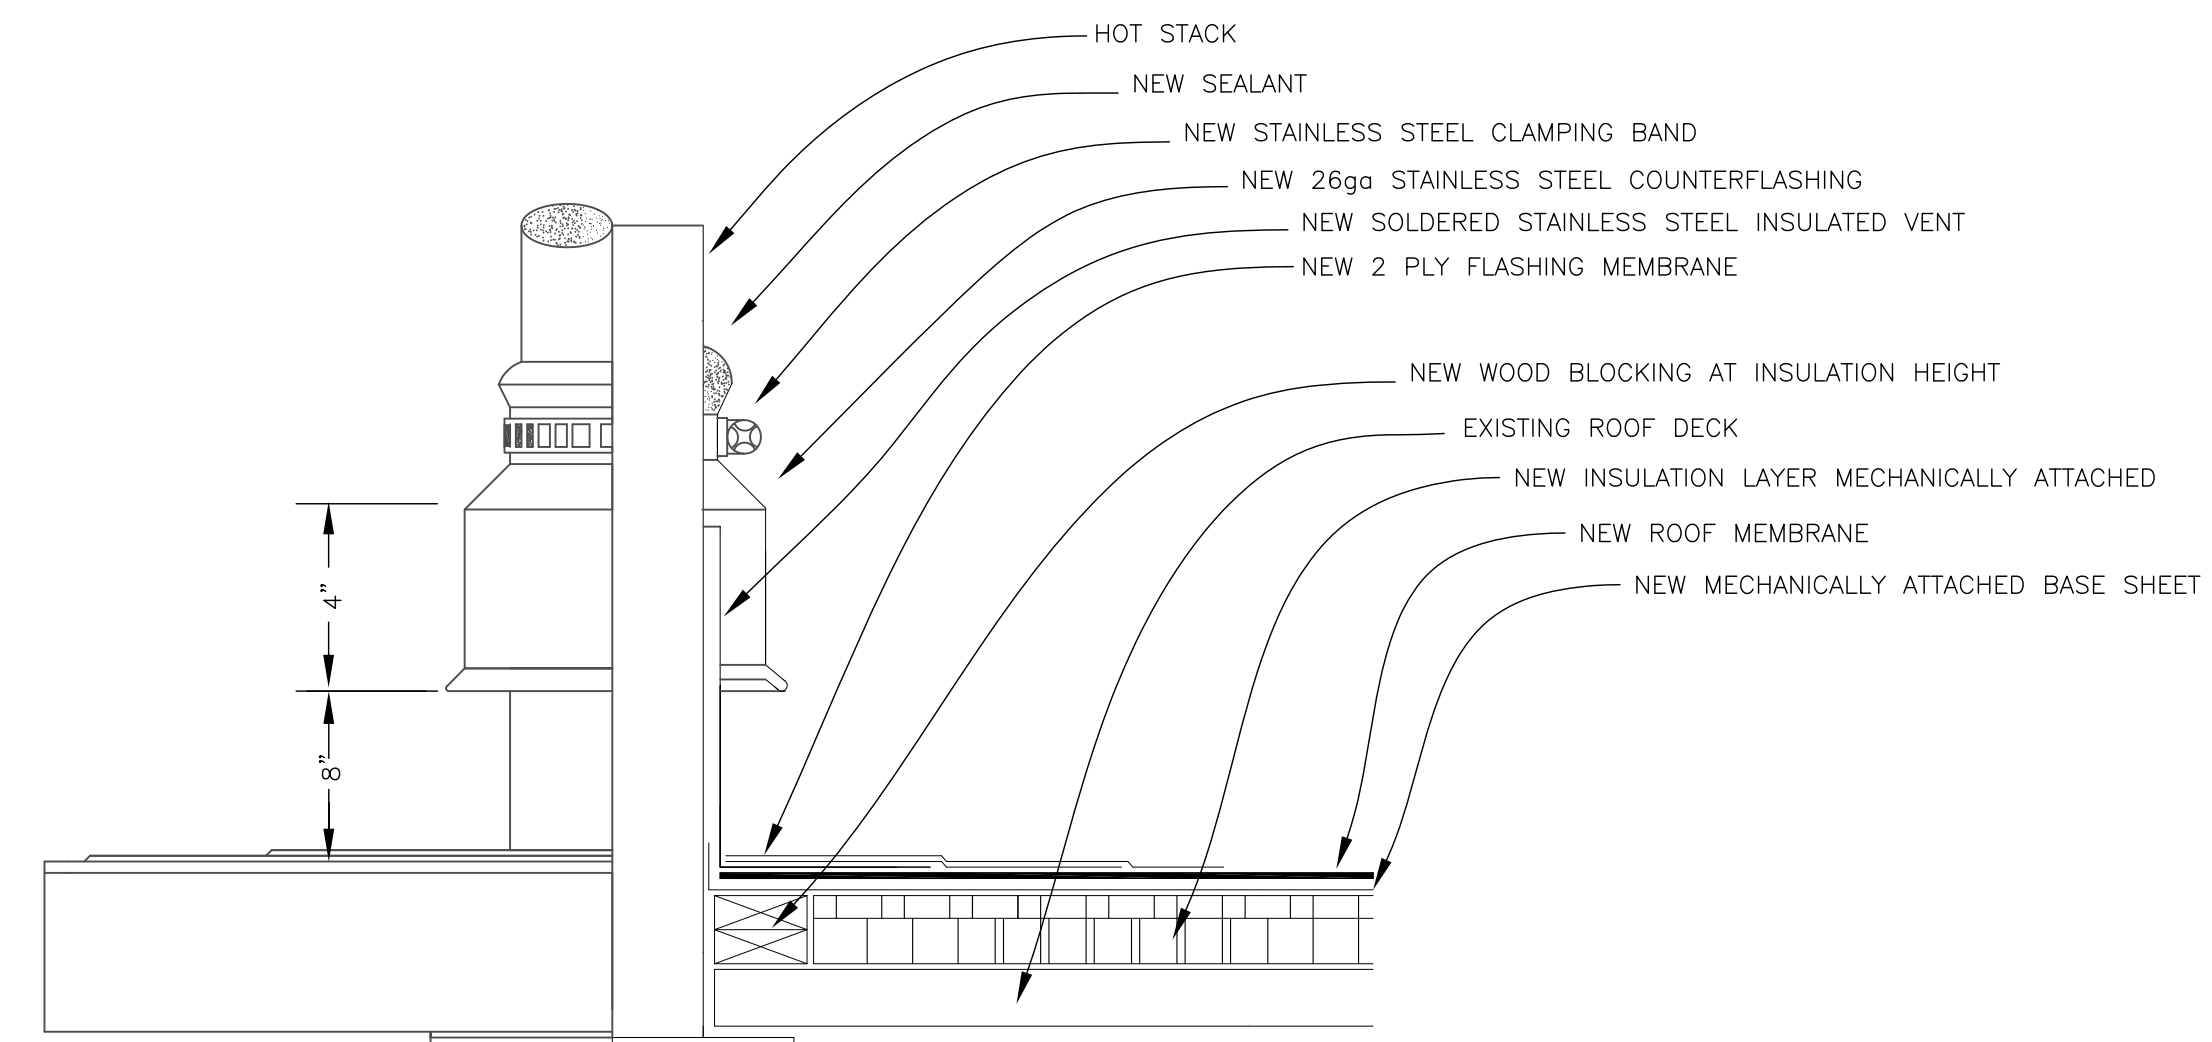 HOT STACK
NEW SEALANT
NEW STAINLESS STEEL CLAMPING BAND
NEW 26ga STAINLESS STEEL COUNTERFLASHING
NEW SOLDERED STAINLESS STEEL INSULATED VENT
NEW 2 PLY FLASHING MEMBRANE
NEW WOOD BLOCKING AT INSULATION HEIGHT
EXISTING ROOF DECK
NEW INSULATION LAYER MECHANICALLY ATTACHED
NEW ROOF MEMBRANE
NEW MECHANICALLY ATTACHED BASE SHEET
4”
8”